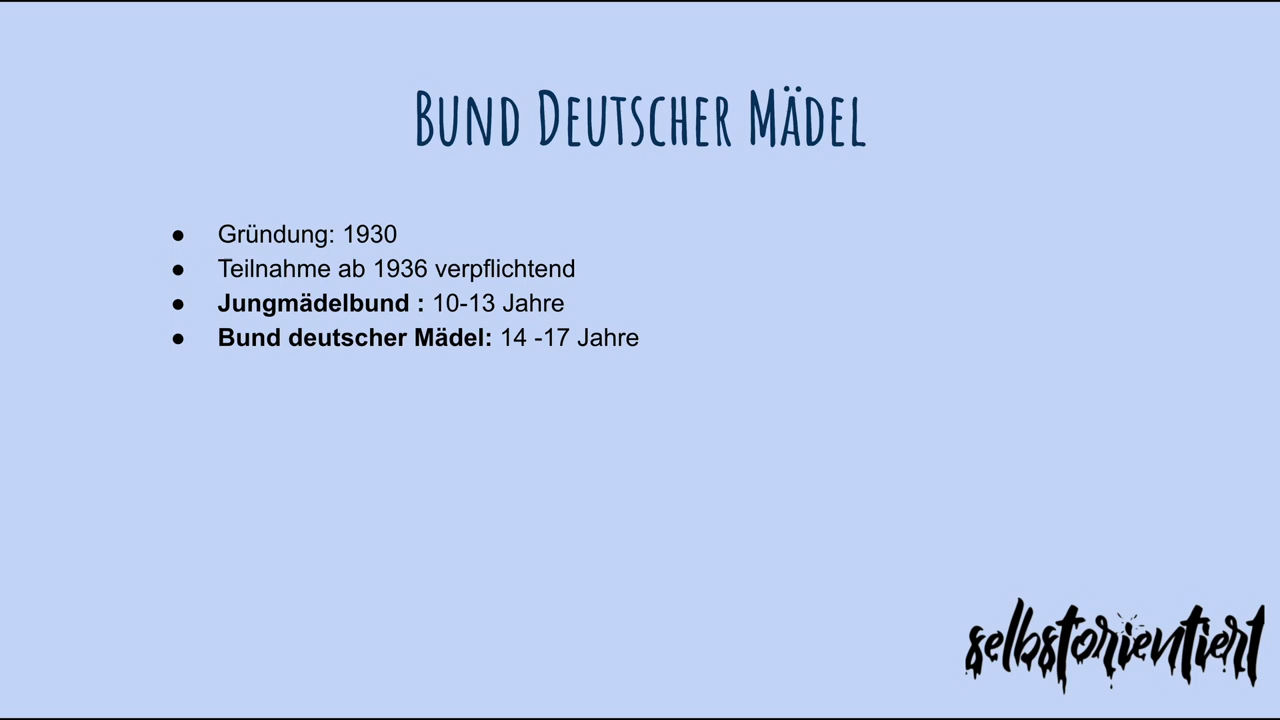 Bund Deutscher Mädel
● Gründung: 1930
● Teilnahme ab 1936 verpflichtend
● Jungmädelbund : 10-13 Jahre
● Bund deutscher Mädel: 14 -17 Jahre
selbstorientiert